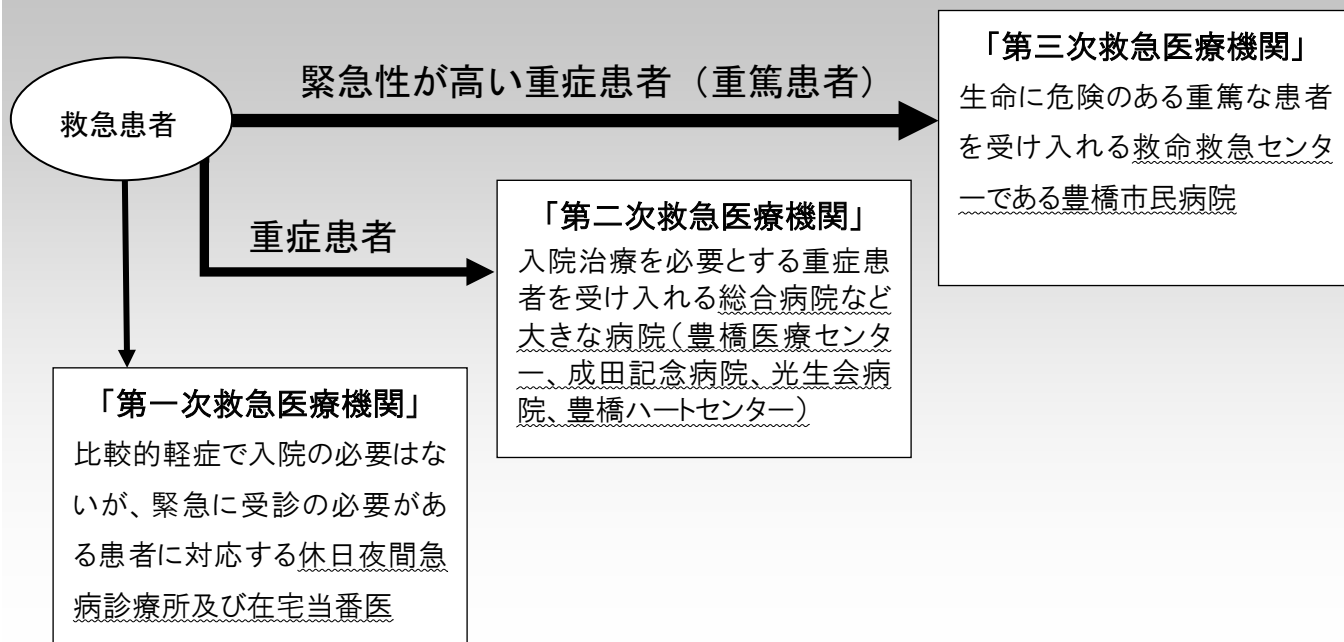 救急患者
緊急性が高い重症患者（重篤患者）
「第三次救急医療機関」
生命に危険のある重篤な患者
を受け入れる救命救急センタ
ーである豊橋市民病院
重症患者
「第二次救急医療機関」
入院治療を必要とする重症患
者を受け入れる総合病院など
大きな病院（豊橋医療センタ
ー、成田記念病院、光生会病
院、豊橋ハートセンター）
「第一次救急医療機関」
比較的軽症で入院の必要はな
いが、緊急に受診の必要があ
る患者に対応する休日夜間急
病診療所及び在宅当番医